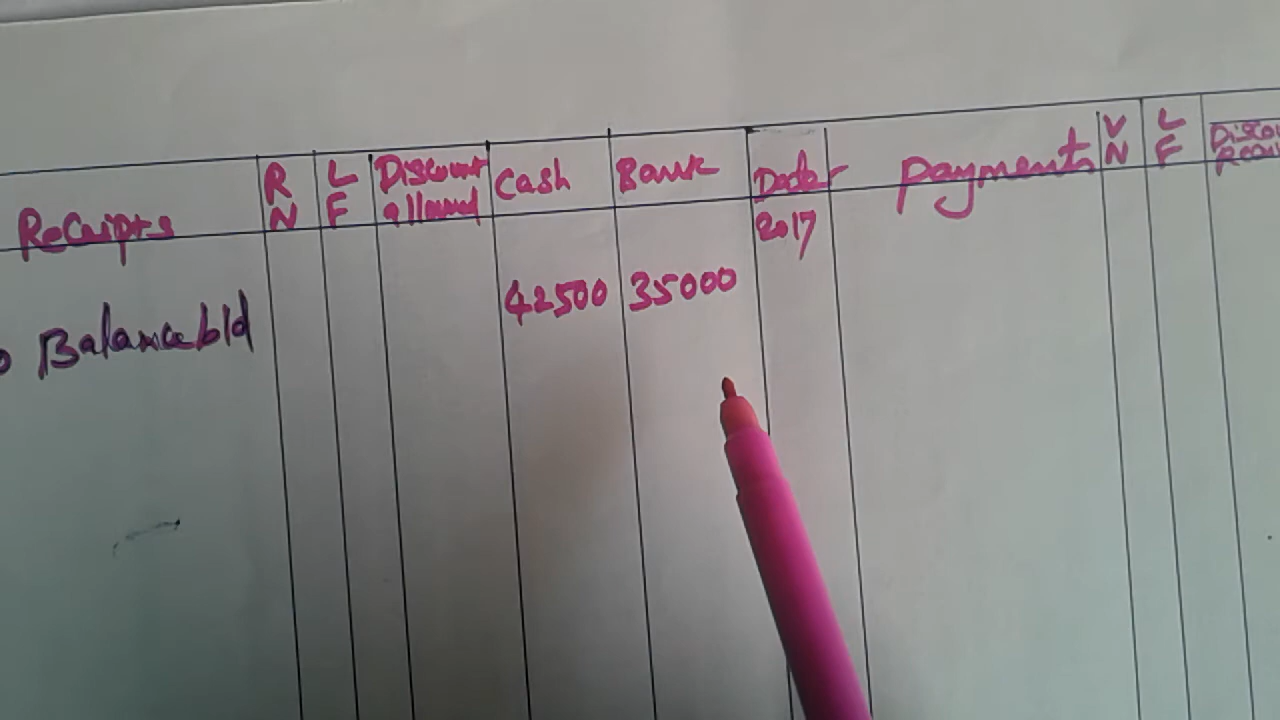 Receipts R N L F Discount allowed Cash Bank Date Payments V N L F
2017
Balance b/d 42500 35000